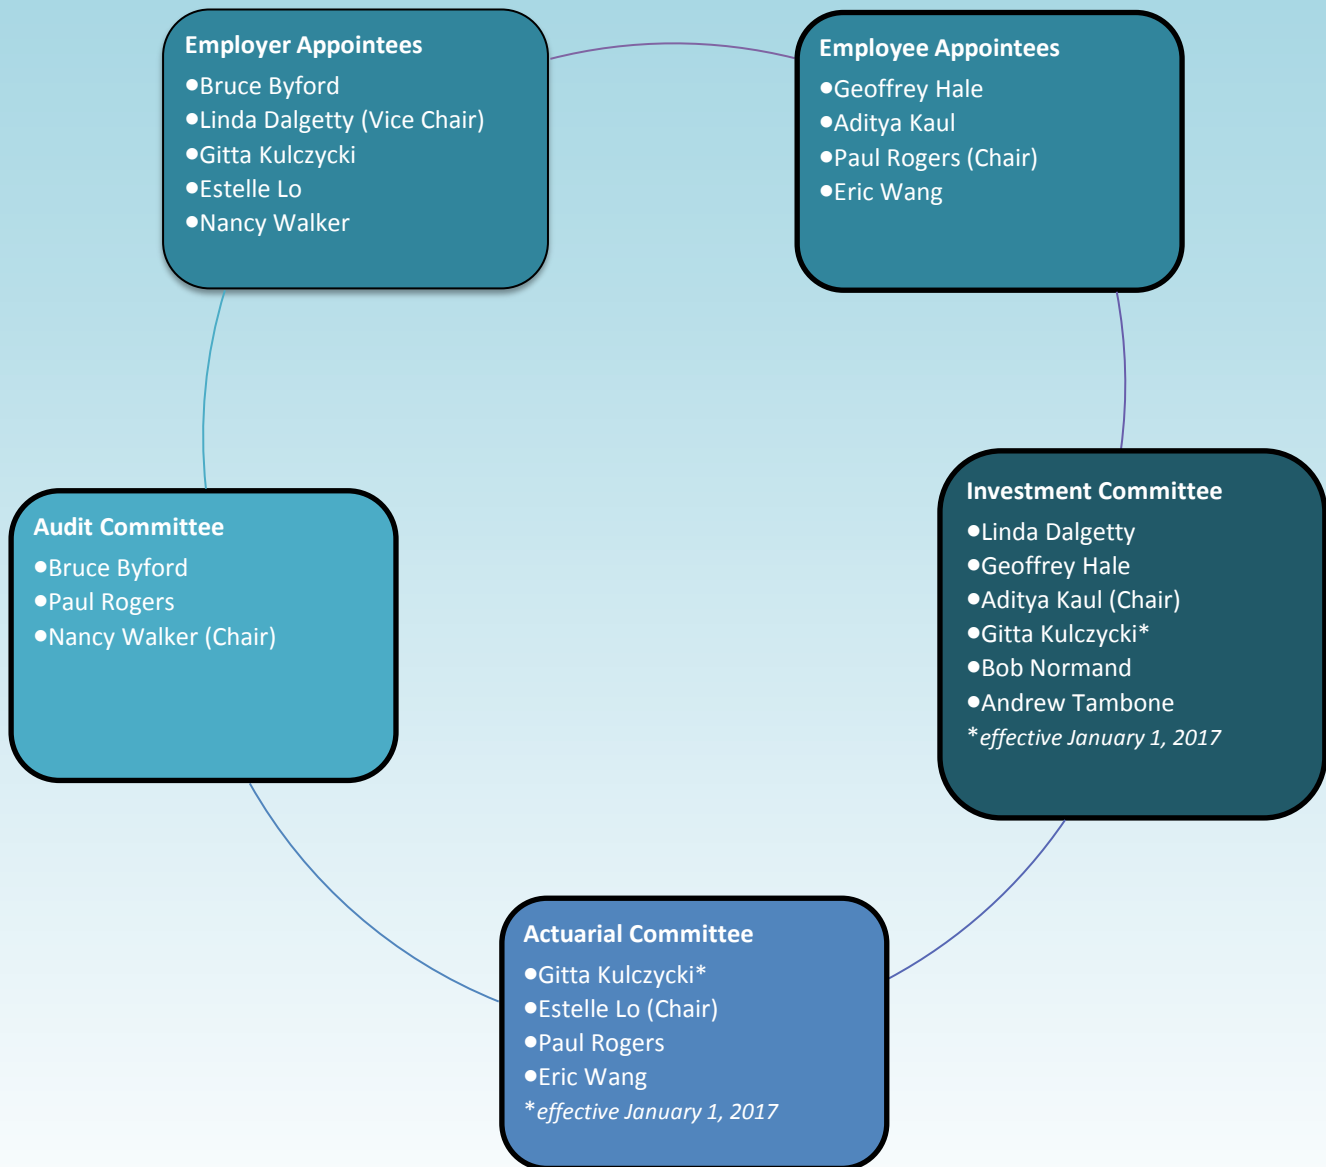 Employer Appointees
●Bruce Byford
●Linda Dalgetty (Vice Chair)
●Gitta Kulczycki
●Estelle Lo
●Nancy Walker
Employee Appointees
●Geoffrey Hale
●Aditya Kaul
●Paul Rogers (Chair)
●Eric Wang
Investment Committee
●Linda Dalgetty
●Geoffrey Hale
●Aditya Kaul (Chair)
●Gitta Kulczycki*
●Bob Normand
●Andrew Tambone
*effective January 1, 2017
Actuarial Committee
●Gitta Kulczycki*
●Estelle Lo (Chair)
●Paul Rogers
●Eric Wang
*effective January 1, 2017
Audit Committee
●Bruce Byford
●Paul Rogers
●Nancy Walker (Chair)